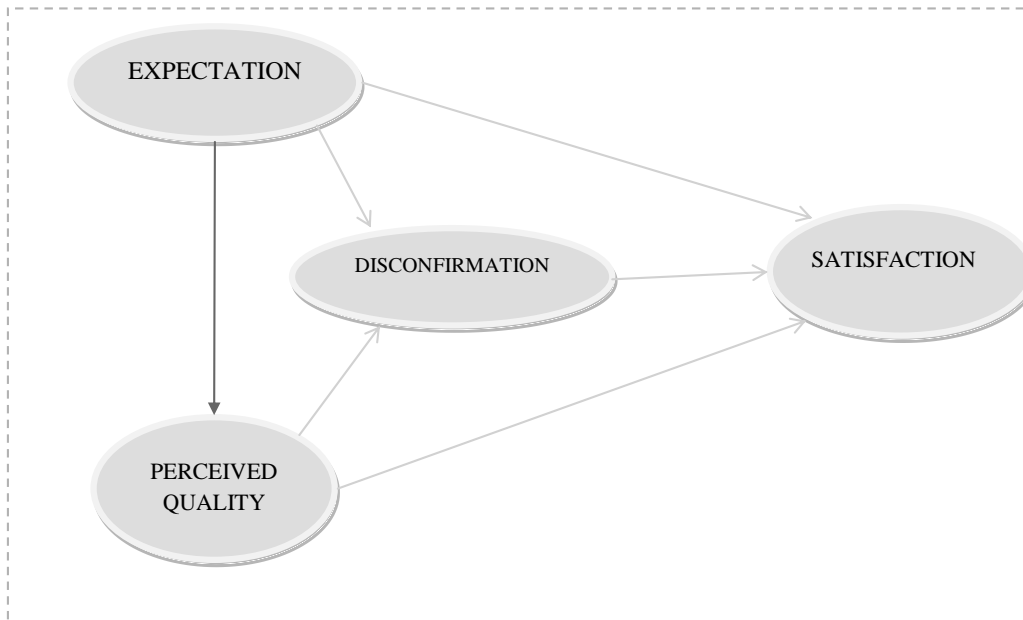 EXPECTATION
DISCONFIRMATION
SATISFACTION
PERCEIVED
QUALITY